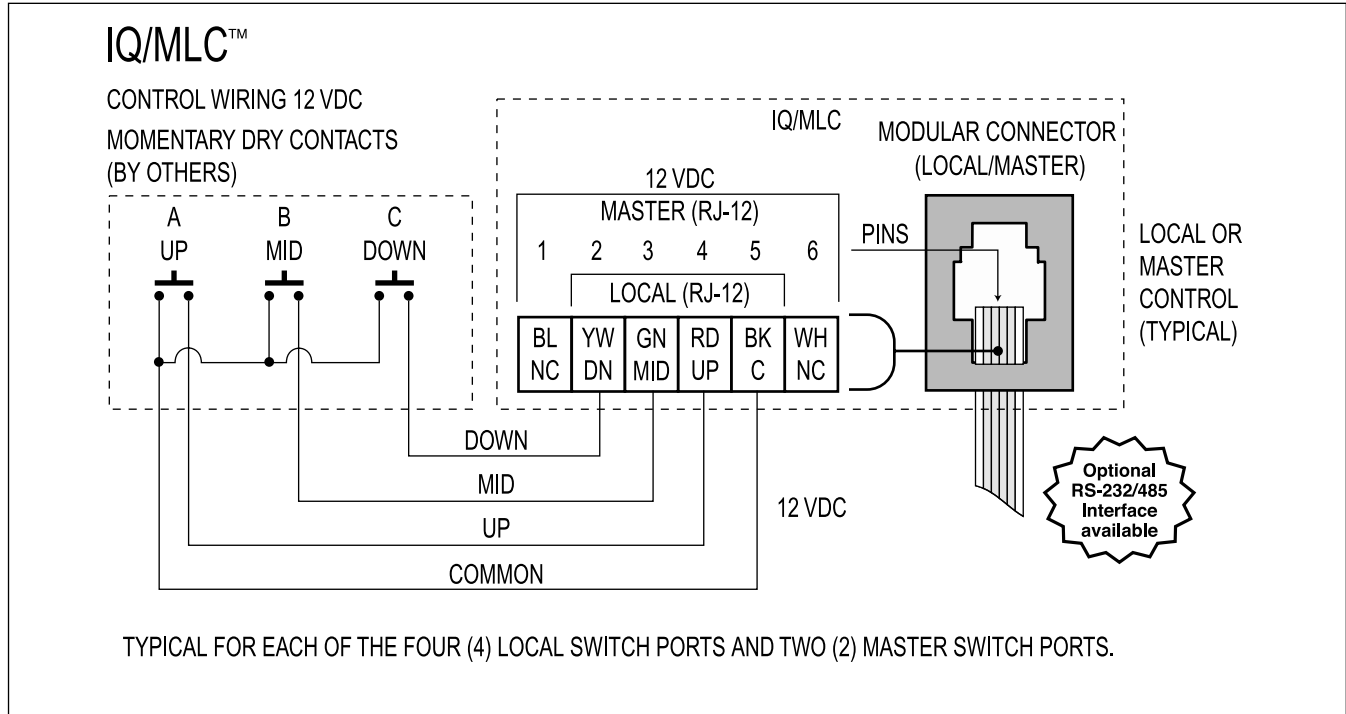 IQ/MLC™
CONTROL WIRING 12 VDC
MOMENTARY DRY CONTACTS
(BY OTHERS)
A B C
UP MID DOWN
IQ/MLC
12 VDC
MASTER (RJ-12)
1 2 3 4 5 6
LOCAL (RJ-12)
BL YW GN RD BK WH
NC DN MID UP C NC
MODULAR CONNECTOR
(LOCAL/MASTER)
PINS
LOCAL OR
MASTER
CONTROL
(TYPICAL)
DOWN
MID
UP
COMMON
12 VDC
Optional
RS-232/485
Interface
available
TYPICAL FOR EACH OF THE FOUR (4) LOCAL SWITCH PORTS AND TWO (2) MASTER SWITCH PORTS.